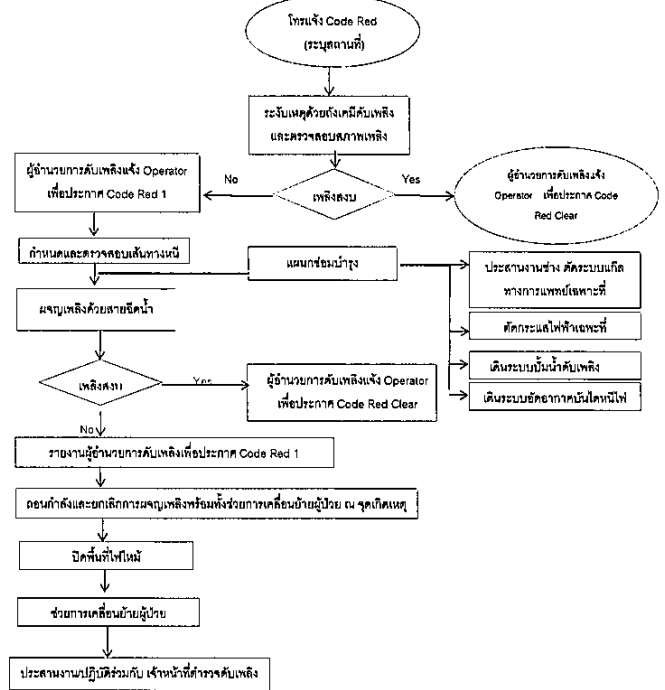 โทรแจ้ง Code Red
(ระบุสถานที่)
ระงับเหตุด้วยถังเคมีดับเพลิง
และตรวจสอบสภาพเพลิง
ผู้อำนวยการดับเพลิงแจ้ง Operator
เพื่อประกาศ Code Red 1
No
เพลิงสงบ
Yes
ผู้อำนวยการดับเพลิงแจ้ง
Operator เพื่อประกาศ Code
Red Clear
กำหนดและตรวจสอบเส้นทางหนี
แผนกซ่อมบำรุง
ประสานงานช่าง ตัดระบบแก๊ส
ทางการแพทย์เฉพาะที่
ผจญเพลิงด้วยสายฉีดน้ำ
ตัดกระแสไฟฟ้าเฉพะที่
เดินระบบปั้มน้ำดับเพลิง
เดินระบบอัดอากาศบันไดหนีไฟ
เพลิงสงบ
Yes
ผู้อำนวยการดับเพลิงแจ้ง Operator
เพื่อประกาศ Code Red Clear
No
รายงานผู้อำนวยการดับเพลิงเพื่อประกาศ Code Red 1
ถอนกำลังและยกเลิกการผจญเพลิงพร้อมทั้งช่วยการเคลื่อนย้ายผู้ป่วย ณ จุดเกิดเหตุ
ปิดพื้นที่ไฟไหม้
ช่วยการเคลื่อนย้ายผู้ป่วย
ประสานงาน/ปฏิบัติร่วมกับ เจ้าหน้าที่ตำรวจดับเพลิง